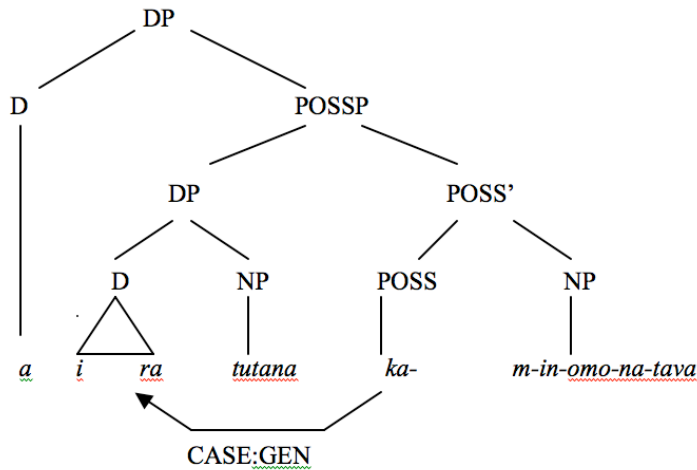 DP
D POSSP
DP POSS’
D NP POSS NP
a i ra tutana ka- m-in-omo-na-tava
CASE:GEN